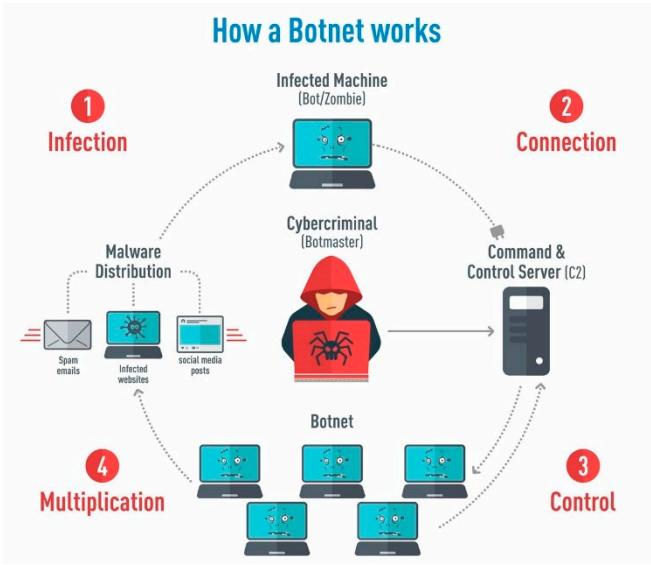 How a Botnet works
1
Infection
Infected Machine
(Bot/Zombie)
2
Connection
Malware
Distribution
Spam
emails
Infected
websites
social media
posts
Cybercriminal
(Botmaster)
Command &
Control Server (C2)
4
Multiplication
Botnet
3
Control